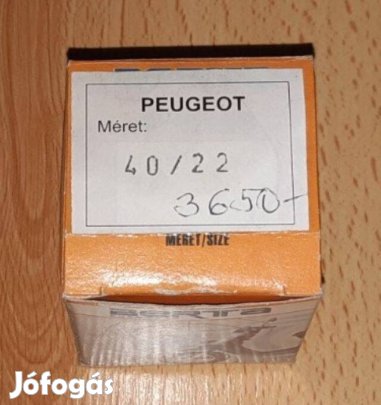 PEUGEOT
Méret:
40/22
3650-
MÉRET/SIZE
Jófogás